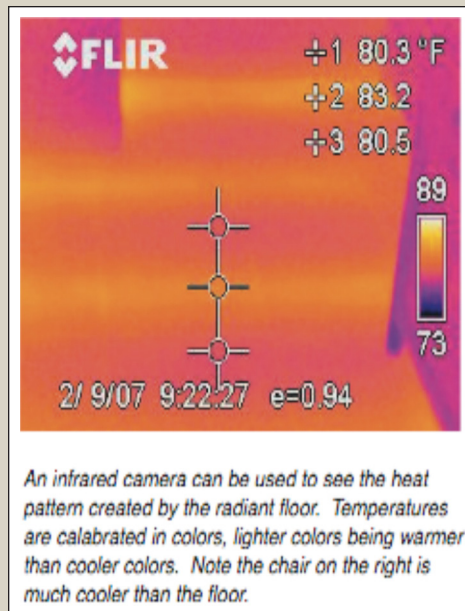 FLIR
+1 80.3 °F
+2 83.2
+3 80.5
89
73
2/ 9/07 9:22:27 e=0.94
An infrared camera can be used to see the heat
pattern created by the radiant floor. Temperatures
are calabrated in colors, lighter colors being warmer
than cooler colors. Note the chair on the right is
much cooler than the floor.